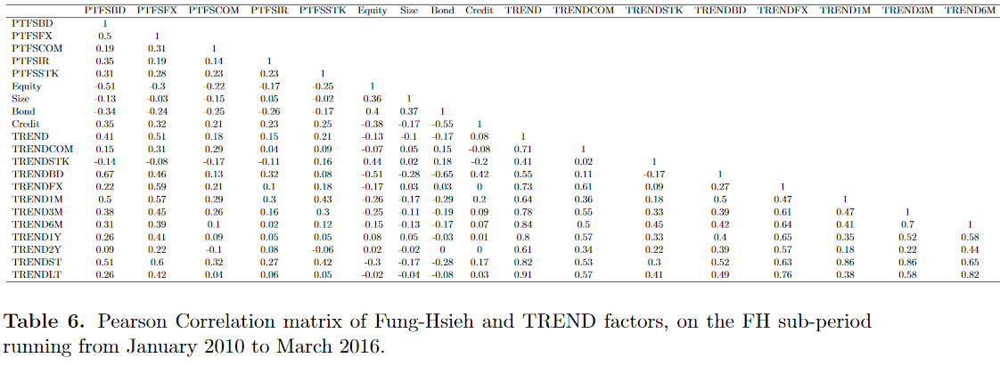 PTFSBD PTFSFX PTFSCOM PTFSIR PTFSSTK Equity Size Bond Credit TREND TRENDCOM TRENDSTK TRENDBD TRENDFX TREND1M TREND3M TREND6M
PTFSBD 1
PTFSFX 0.5 1
PTFSCOM 0.19 0.31 1
PTFSIR 0.35 0.19 0.14 1
PTFSSTK 0.31 0.28 0.23 0.23 1
Equity -0.51 -0.3 -0.22 -0.17 -0.25 1
Size -0.13 -0.03 -0.15 0.05 -0.02 0.36 1
Bond -0.34 -0.24 -0.25 -0.26 -0.17 0.4 0.37 1
Credit 0.35 0.32 0.21 0.23 0.25 -0.38 -0.17 -0.55 1
TREND 0.41 0.51 0.18 0.15 0.21 -0.13 -0.1 -0.17 0.08 1
TRENDCOM 0.15 0.31 0.29 0.04 0.09 -0.07 0.05 0.15 -0.08 0.71 1
TRENDSTK -0.14 -0.08 -0.17 -0.11 0.16 0.44 0.02 0.18 -0.2 0.41 0.02 1
TRENDBD 0.67 0.46 0.13 0.32 0.08 -0.51 -0.28 -0.65 0.42 0.55 0.11 -0.17 1
TRENDFX 0.22 0.59 0.21 0.1 0.18 -0.17 0.03 0.03 0 0.73 0.61 0.09 0.27 1
TREND1M 0.5 0.57 0.29 0.3 0.43 -0.26 -0.17 -0.29 0.2 0.64 0.36 0.18 0.5 0.47 1
TREND3M 0.38 0.45 0.26 0.16 0.3 -0.25 -0.11 -0.19 0.09 0.78 0.55 0.33 0.39 0.61 0.47 1
TREND6M 0.31 0.39 0.1 0.02 0.12 -0.15 -0.13 -0.17 0.07 0.84 0.5 0.45 0.42 0.64 0.41 0.7 1
TREND1Y 0.26 0.41 0.09 0.05 0.05 0.08 0.05 -0.03 0.01 0.8 0.57 0.33 0.4 0.65 0.35 0.52 0.58
TREND2Y 0.09 0.22 -0.1 0.08 -0.06 0.02 -0.02 0 0 0.61 0.34 0.22 0.39 0.57 0.18 0.22 0.44
TRENDST 0.51 0.6 0.32 0.27 0.42 -0.3 -0.17 -0.28 0.17 0.82 0.53 0.3 0.52 0.63 0.86 0.86 0.65
TRENDLT 0.26 0.42 0.04 0.06 0.05 -0.02 -0.04 -0.08 0.03 0.91 0.57 0.41 0.49 0.76 0.38 0.58 0.82
Table 6. Pearson Correlation matrix of Fung-Hsieh and TREND factors, on the FH sub-period
running from January 2010 to March 2016.